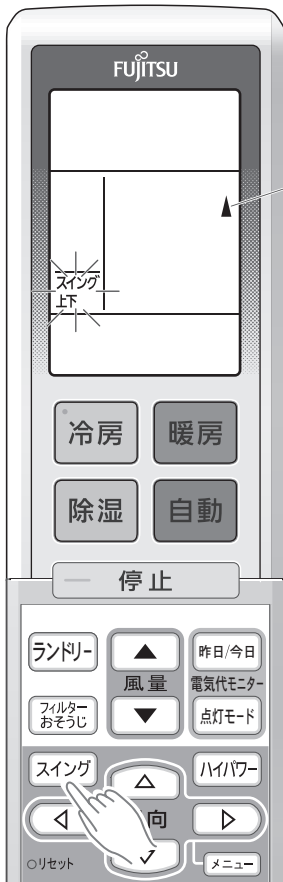 FUJITSU
スイング
上下
冷房
暖房
除湿
自動
停止
ランドリー
風量
昨日/今日
電気代モニター
フィルター
おそうじ
点灯モード
スイング
ハイパワー
向
リセット
メニュー